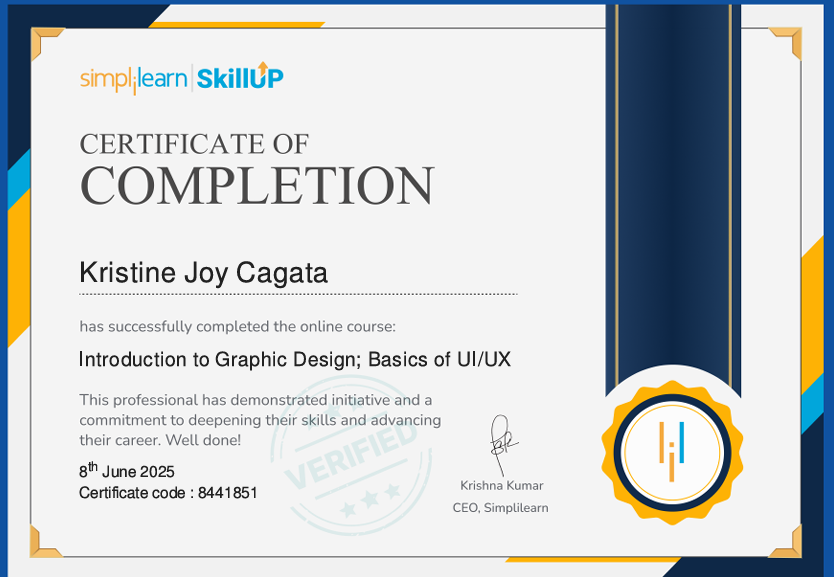 simplilearn | SkillUP
CERTIFICATE OF
COMPLETION
Kristine Joy Cagata
has successfully completed the online course:
Introduction to Graphic Design; Basics of UI/UX
This professional has demonstrated initiative and a
commitment to deepening their skills and advancing
their career. Well done!
VERIFIED
8th June 2025
Certificate code : 8441851
Krishna Kumar
CEO, Simplilearn